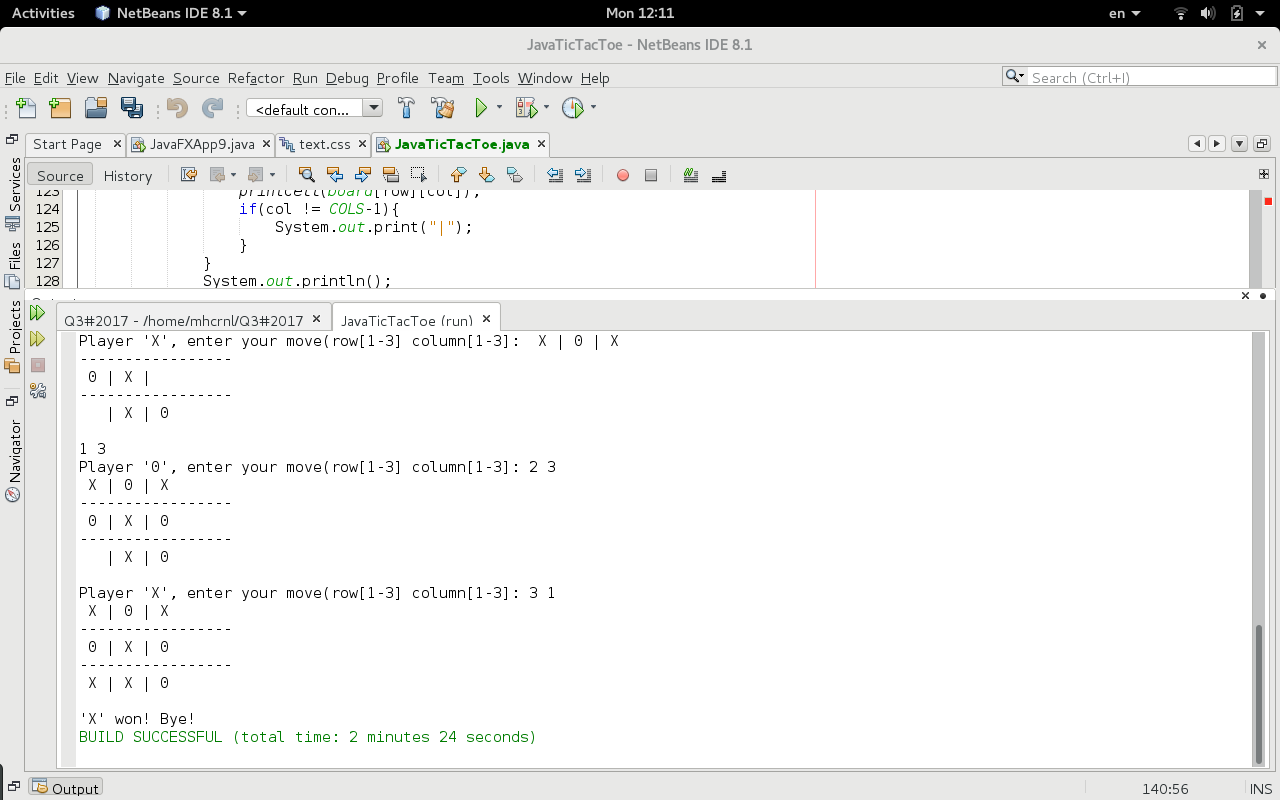 Activities NetBeans IDE 8.1 Mon 12:11 en
JavaTicTacToe - NetBeans IDE 8.1
File Edit View Navigate Source Refactor Run Debug Profile Team Tools Window Help Search (Ctrl+I)
<default con...
Start Page JavaFXApp9.java text.css JavaTicTacToe.java
Source History
123 printcell(board[row][col]);
124 if(col != COLS-1){
125 System.out.print("|");
126 }
127 }
128 System.out.println();
Services
Files
Projects
Navigator
Q3#2017 - /home/mhcrnl/Q3#2017 JavaTicTacToe (run)
Player 'X', enter your move(row[1-3] column[1-3]:  X | 0 | X
-----------------
 0 | X |
-----------------
   | X | 0
1 3
Player '0', enter your move(row[1-3] column[1-3]: 2 3
 X | 0 | X
-----------------
 0 | X | 0
-----------------
   | X | 0
Player 'X', enter your move(row[1-3] column[1-3]: 3 1
 X | 0 | X
-----------------
 0 | X | 0
-----------------
 X | X | 0
'X' won! Bye!
BUILD SUCCESSFUL (total time: 2 minutes 24 seconds)
Output 140:56 INS